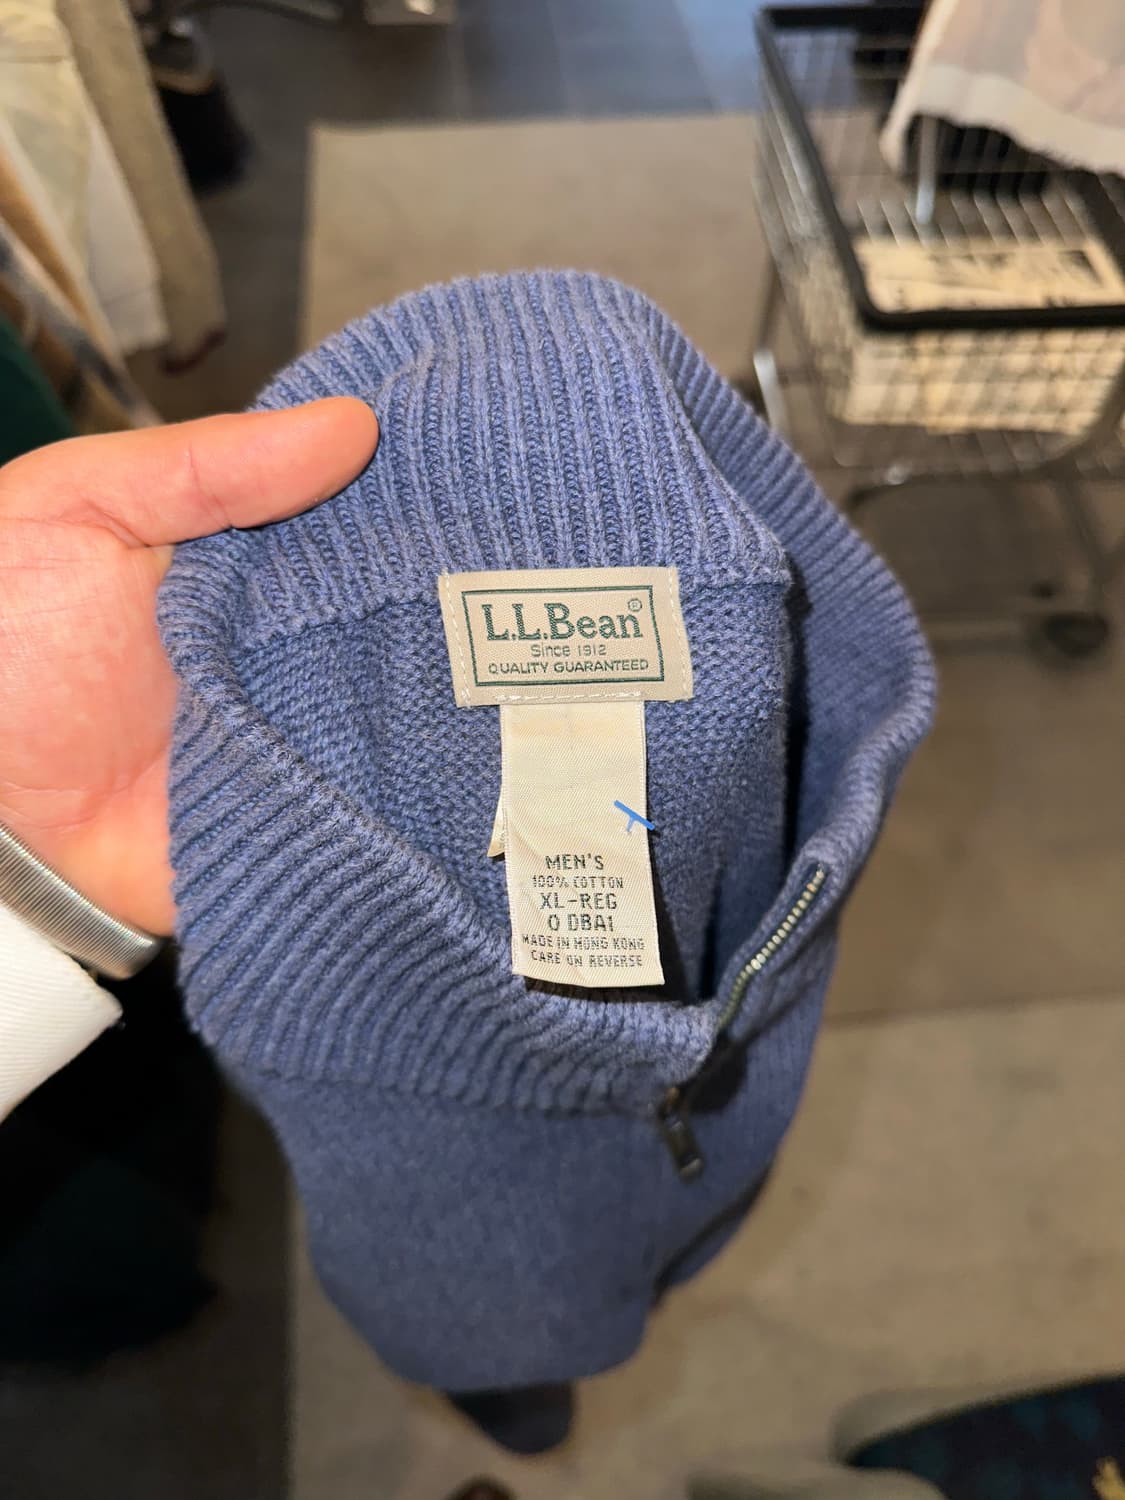 L.L.Bean®
Since 1912
QUALITY GUARANTEED
MEN'S
100% COTTON
XL-REG
0 DBA1
MADE IN HONG KONG
CARE ON REVERSE